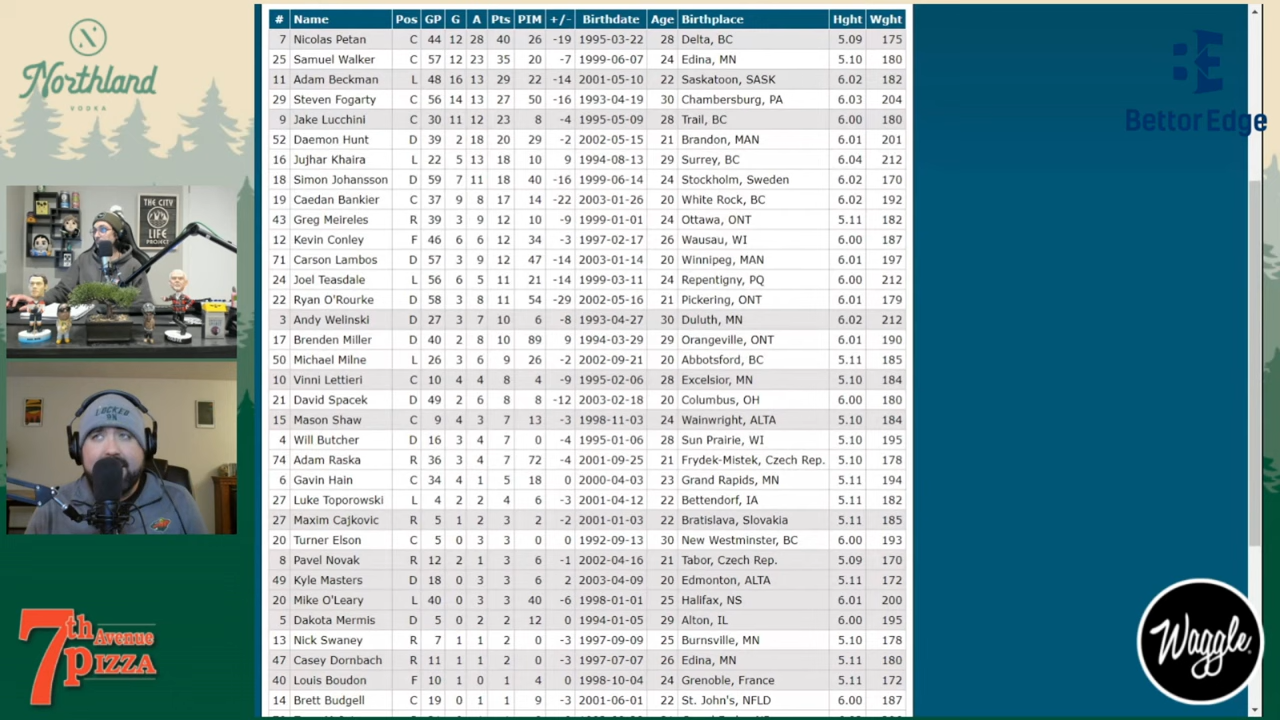 Northland
VODKA
THE CITY
LIFE
PROJECT
LOCKED
ON
7th Avenue
PIZZA
# Name Pos GP G A Pts PIM +/- Birthdate Age Birthplace Hght Wght
7 Nicolas Petan C 44 12 28 40 26 -19 1995-03-22 28 Delta, BC 5.09 175
25 Samuel Walker C 57 12 23 35 20 -7 1999-06-07 24 Edina, MN 5.10 180
11 Adam Beckman L 48 16 13 29 22 -14 2001-05-10 22 Saskatoon, SASK 6.02 182
29 Steven Fogarty C 56 14 13 27 50 -16 1993-04-19 30 Chambersburg, PA 6.03 204
9 Jake Lucchini C 30 11 12 23 8 -4 1995-05-09 28 Trail, BC 6.00 180
52 Daemon Hunt D 39 2 18 20 29 -2 2002-05-15 21 Brandon, MAN 6.01 201
16 Jujhar Khaira L 22 5 13 18 10 9 1994-08-13 29 Surrey, BC 6.04 212
18 Simon Johansson D 59 7 11 18 40 -16 1999-06-14 24 Stockholm, Sweden 6.02 170
19 Caedan Bankier C 37 9 8 17 14 -22 2003-01-26 20 White Rock, BC 6.02 192
43 Greg Meireles R 39 3 9 12 10 -9 1999-01-01 24 Ottawa, ONT 5.11 182
12 Kevin Conley F 46 6 6 12 34 -3 1997-02-17 26 Wausau, WI 6.00 187
71 Carson Lambos D 57 3 9 12 47 -14 2003-01-14 20 Winnipeg, MAN 6.01 197
24 Joel Teasdale L 56 6 5 11 21 -14 1999-03-11 24 Repentigny, PQ 6.00 212
22 Ryan O'Rourke D 58 3 8 11 54 -29 2002-05-16 21 Pickering, ONT 6.01 179
3 Andy Welinski D 27 3 7 10 6 -8 1993-04-27 30 Duluth, MN 6.02 212
17 Brenden Miller D 40 2 8 10 89 9 1994-03-29 29 Orangeville, ONT 6.01 190
50 Michael Milne L 26 3 6 9 26 -2 2002-09-21 20 Abbotsford, BC 5.11 185
10 Vinni Lettieri C 10 4 4 8 4 -9 1995-02-06 28 Excelsior, MN 5.10 184
21 David Spacek D 49 2 6 8 8 -12 2003-02-18 20 Columbus, OH 6.00 180
15 Mason Shaw C 9 4 3 7 13 -3 1998-11-03 24 Wainwright, ALTA 5.10 184
4 Will Butcher D 16 3 4 7 0 -4 1995-01-06 28 Sun Prairie, WI 5.10 195
74 Adam Raska R 36 3 4 7 72 -4 2001-09-25 21 Frydek-Mistek, Czech Rep. 5.10 178
6 Gavin Hain C 34 4 1 5 18 0 2000-04-03 23 Grand Rapids, MN 5.11 194
27 Luke Toporowski L 4 2 2 4 6 -3 2001-04-12 22 Bettendorf, IA 5.11 182
27 Maxim Cajkovic R 5 1 2 3 2 -2 2001-01-03 22 Bratislava, Slovakia 5.11 185
20 Turner Elson C 5 0 3 3 0 0 1992-09-13 30 New Westminster, BC 6.00 193
8 Pavel Novak R 12 2 1 3 6 -1 2002-04-16 21 Tabor, Czech Rep. 5.09 170
49 Kyle Masters D 18 0 3 3 6 2 2003-04-09 20 Edmonton, ALTA 5.11 172
20 Mike O'Leary L 40 0 3 3 40 -6 1998-01-01 25 Halifax, NS 6.01 200
5 Dakota Mermis D 5 0 2 2 12 0 1994-01-05 29 Alton, IL 6.00 195
13 Nick Swaney R 7 1 1 2 0 -3 1997-09-09 25 Burnsville, MN 5.10 178
47 Casey Dornbach R 11 1 1 2 0 -3 1997-07-07 26 Edina, MN 5.11 180
40 Louis Boudon F 10 1 0 1 4 0 1998-10-04 24 Grenoble, France 5.11 172
14 Brett Budgell C 19 0 1 1 9 -3 2001-06-01 22 St. John's, NFLD 6.00 187
BettorEdge
Waggle